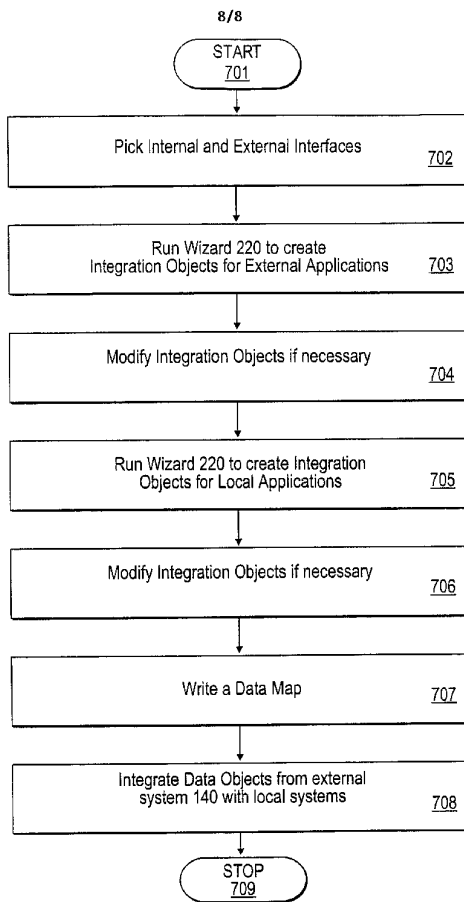 8/8
START
701
Pick Internal and External Interfaces
702
Run Wizard 220 to create
Integration Objects for External Applications
703
Modify Integration Objects if necessary
704
Run Wizard 220 to create Integration
Objects for Local Applications
705
Modify Integration Objects if necessary
706
Write a Data Map
707
Integrate Data Objects from external
system 140 with local systems
708
STOP
709